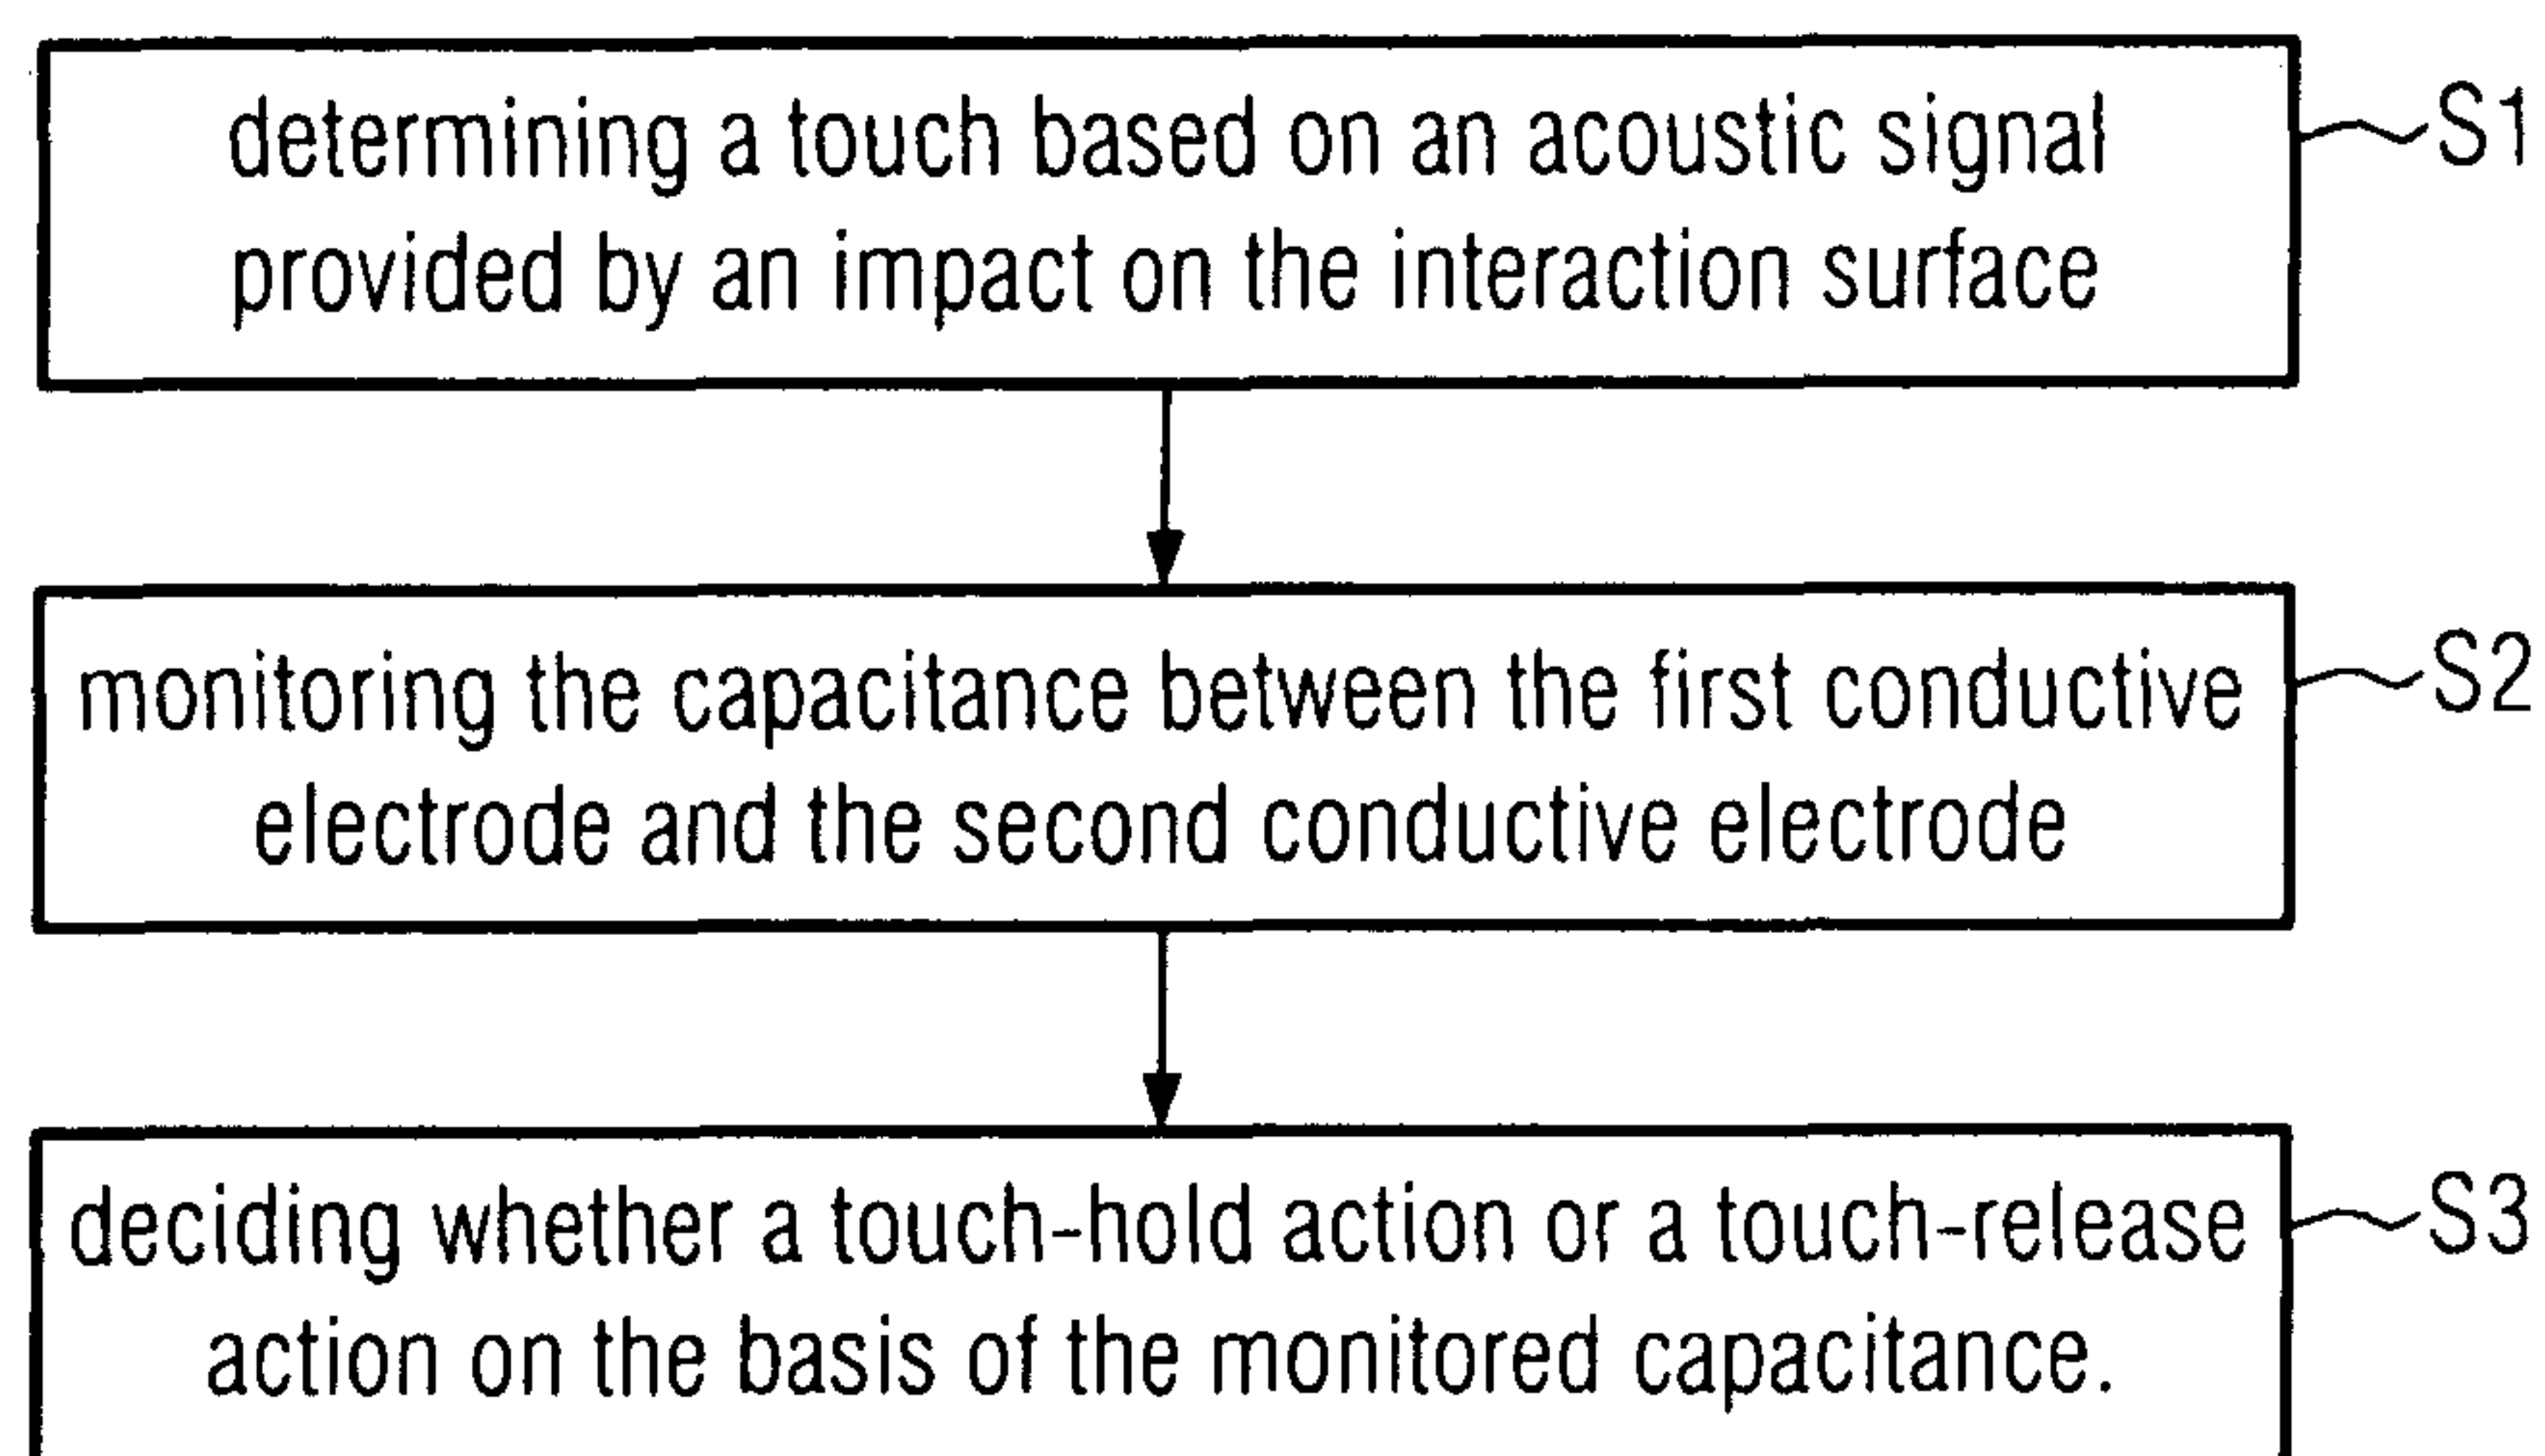 determining a touch based on an acoustic signal
provided by an impact on the interaction surface
S1
monitoring the capacitance between the first conductive
electrode and the second conductive electrode
S2
deciding whether a touch-hold action or a touch-release
action on the basis of the monitored capacitance.
S3